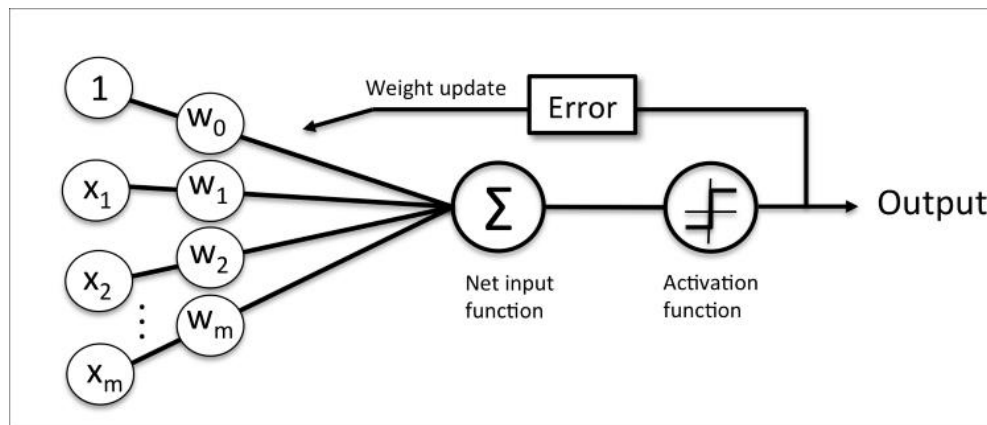 1
w₀
Weight update
Error
x₁
w₁
Σ
Output
x₂
w₂
Net input
function
Activation
function
⋮
wₘ
xₘ